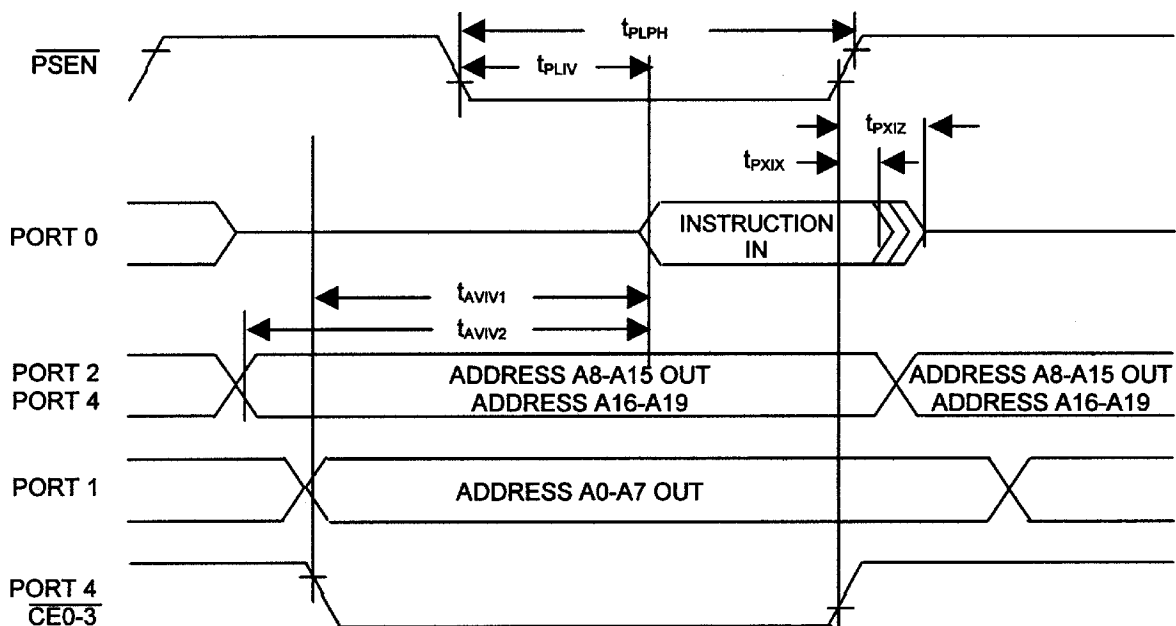 tPLPH
PSEN
tPLIV
tPXIZ
tPXIX
PORT 0
INSTRUCTION
IN
tAVIV1
tAVIV2
PORT 2
PORT 4
ADDRESS A8-A15 OUT
ADDRESS A16-A19
ADDRESS A8-A15 OUT
ADDRESS A16-A19
PORT 1
ADDRESS A0-A7 OUT
PORT 4
CE0-3